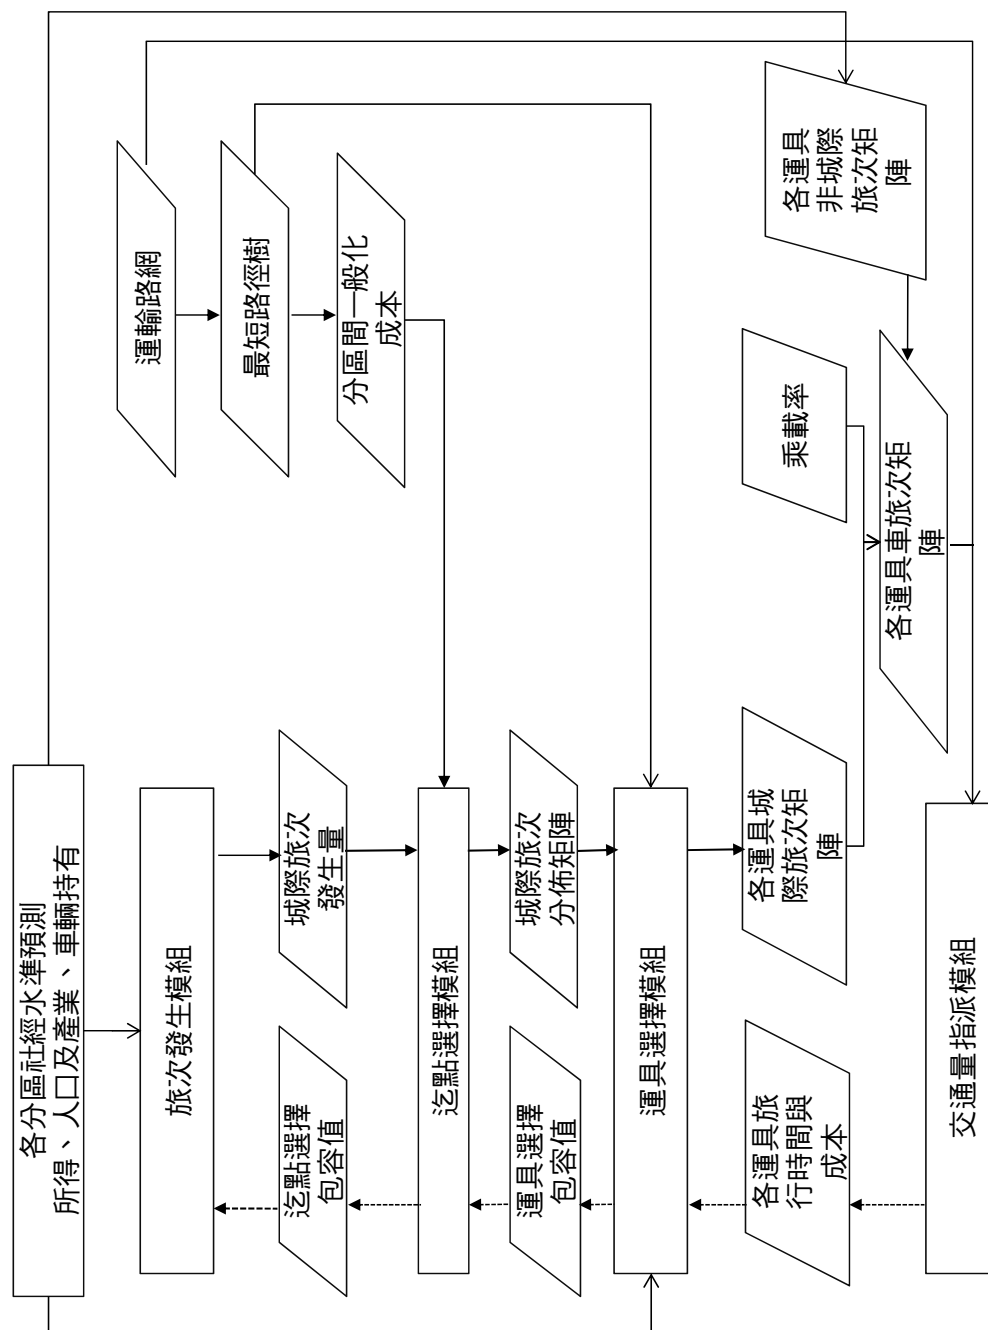 各分區社經水準預測
所得、人口及產業、車輛持有
旅次發生模組
迄點選擇
包容值
城際旅次
發生量
迄點選擇模組
運具選擇
包容值
城際旅次
分佈矩陣
運具選擇模組
各運具旅
行時間與
成本
各運具城
際旅次矩
陣
交通量指派模組
運輸路網
最短路徑樹
分區間一般化
成本
乘載率
各運具車旅次矩
陣
各運具
非城際
旅次矩
陣